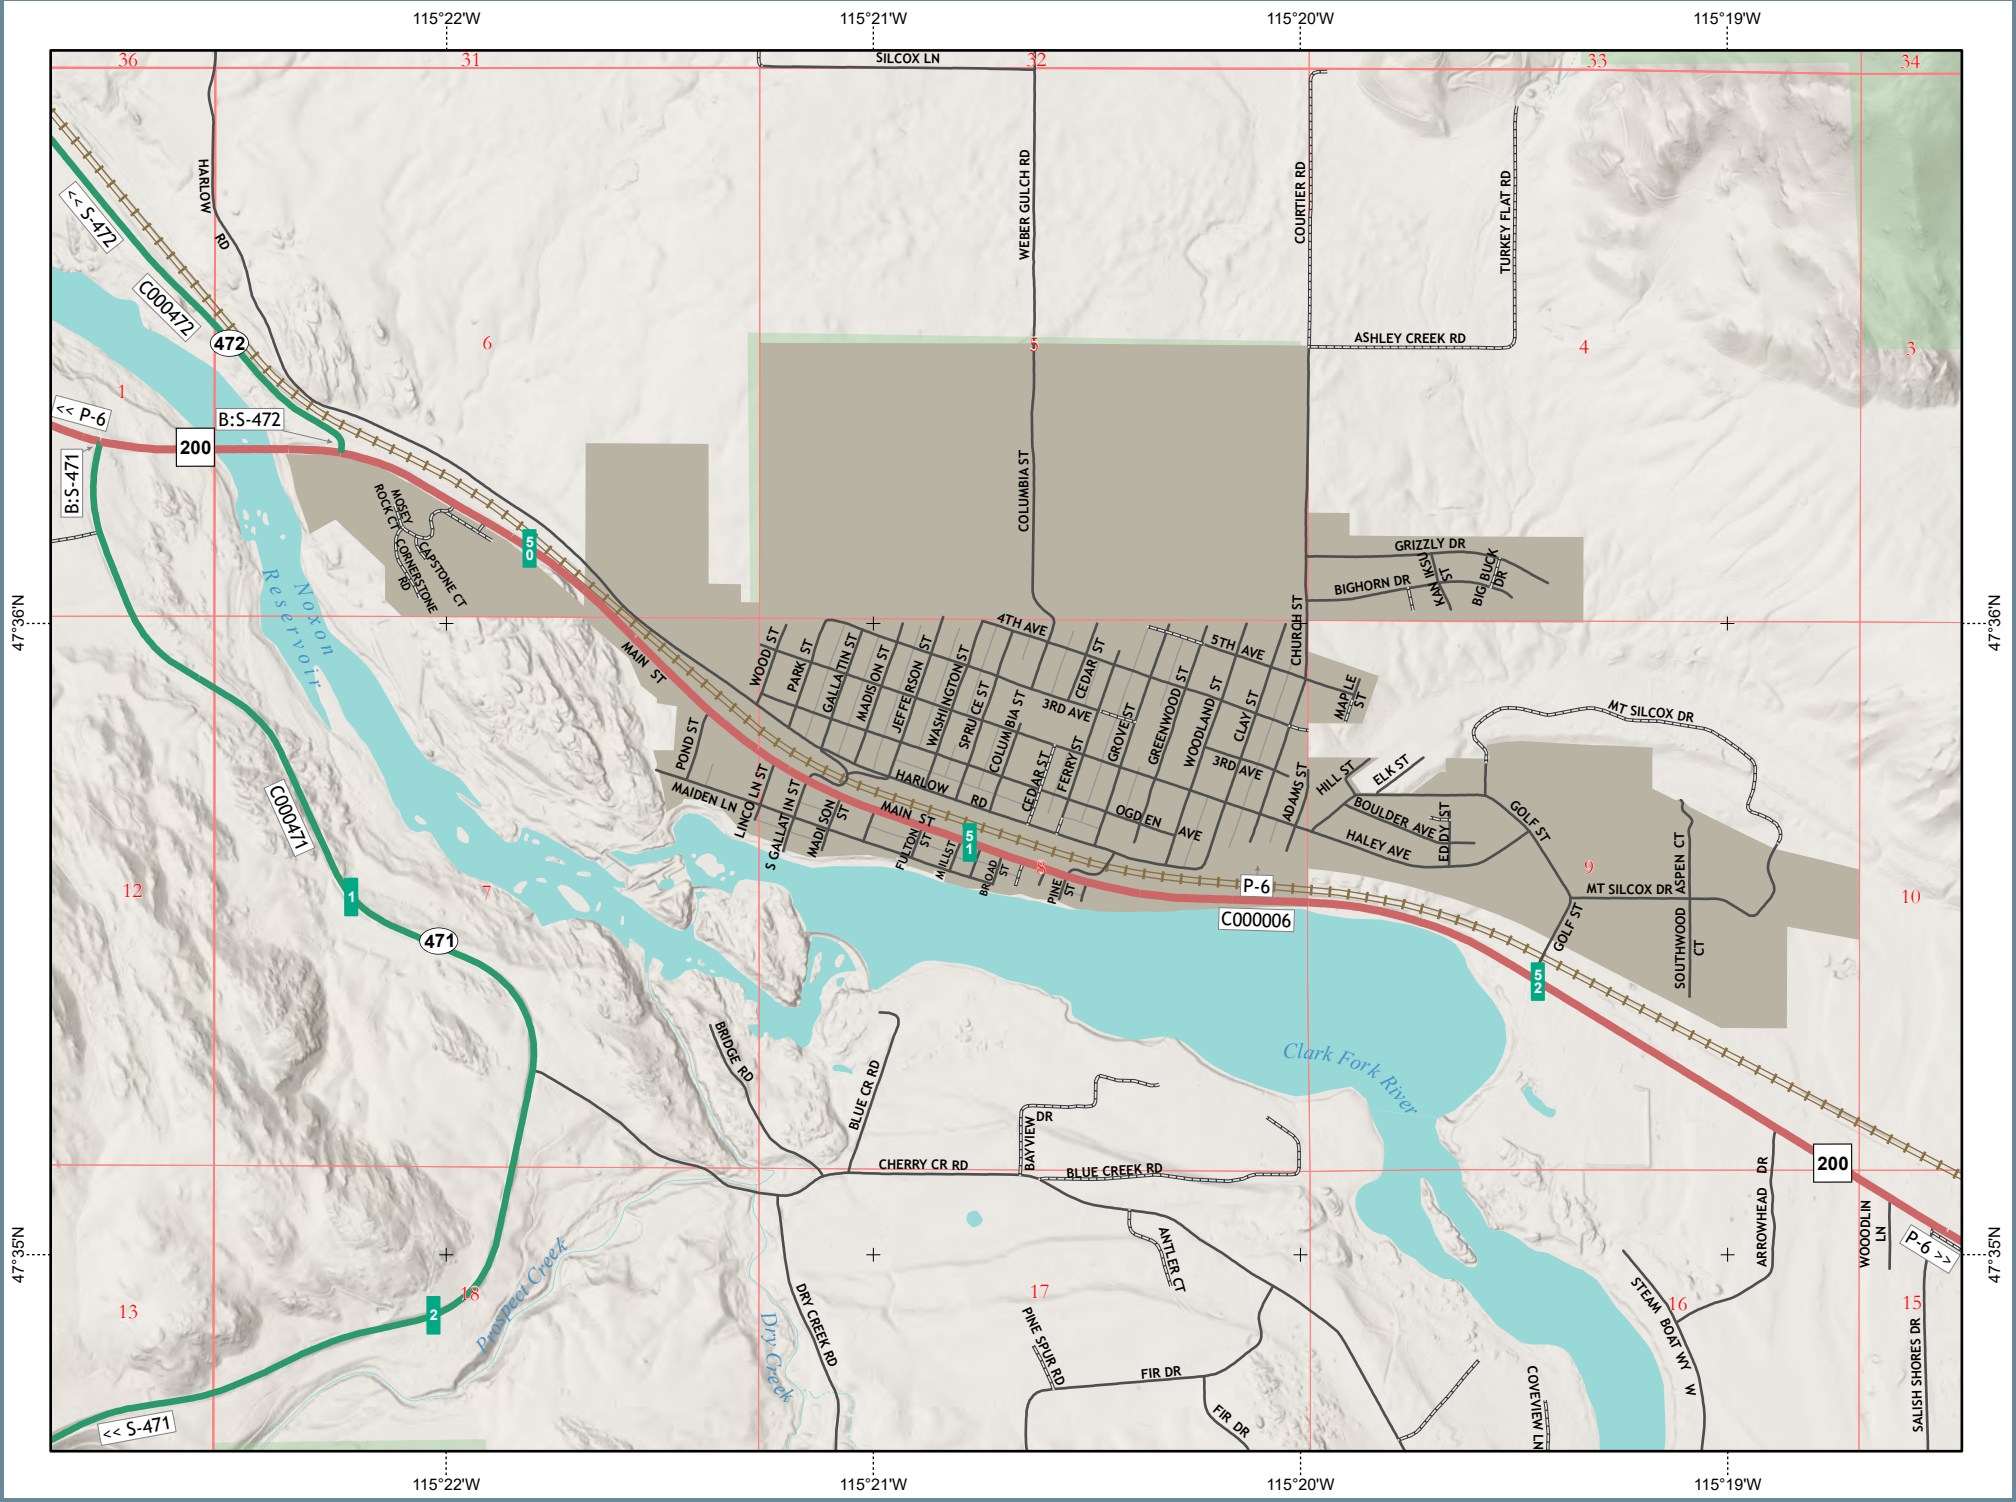 115°22'W
115°21'W
115°20'W
115°19'W
36
31
SILCOX LN
32
33
34
HARLOW
RD
WEBER GULCH RD
COURTIER RD
TURKEY FLAT RD
<< S-472
C000472
472
6
5
ASHLEY CREEK RD
4
3
1
<< P-6
B:S-472
200
B:S-471
COLUMBIA ST
MOSEY
ROCK CT
CAPSTONE CT
CORNERSTONE
RD
50
GRIZZLY DR
KAN IKSU
ST
BIG BUCK
DR
BIGHORN DR
47°36'N
47°36'N
Noxon
Reservoir
MAIN ST
WOOD ST
PARK ST
GALLATIN ST
MADISON ST
JEFFERSON ST
WASHINGTON ST
SPRUCE ST
COLUMBIA ST
4TH AVE
CEDAR ST
3RD AVE
5TH AVE
CHURCH ST
GROVE ST
GREENWOOD ST
WOODLAND ST
CLAY ST
3RD AVE
MAPLE
ST
MT SILCOX DR
POND ST
MAIDEN LN
LINCOLN ST
S GALLATIN ST
MADISON
ST
HARLOW
RD
MAIN ST
CEDAR ST
FERRY ST
OGDEN AVE
ADAMS ST
HILL ST
ELK ST
BOULDER AVE
EDDY ST
HALEY AVE
GOLF ST
FULTON
ST
MILL ST
51
BROAD
ST
8
PINE
ST
C000471
12
1
7
471
P-6
C000006
9
MT SILCOX DR
ASPEN CT
10
GOLF ST
SOUTHWOOD
CT
52
BRIDGE RD
BLUE CR RD
Clark Fork River
DR
BAYVIEW
CHERRY CR RD
BLUE CREEK RD
200
ARROWHEAD DR
WOODLIN
LN
P-6 >>
47°35'N
47°35'N
ANTLER CT
Prospect Creek
Dry Creek
DRY CREEK RD
13
18
2
17
PINE SPUR RD
FIR DR
FIR DR
STEAM BOAT WY W
16
15
COVEVIEW LN
SALISH SHORES DR
<< S-471
115°22'W
115°21'W
115°20'W
115°19'W